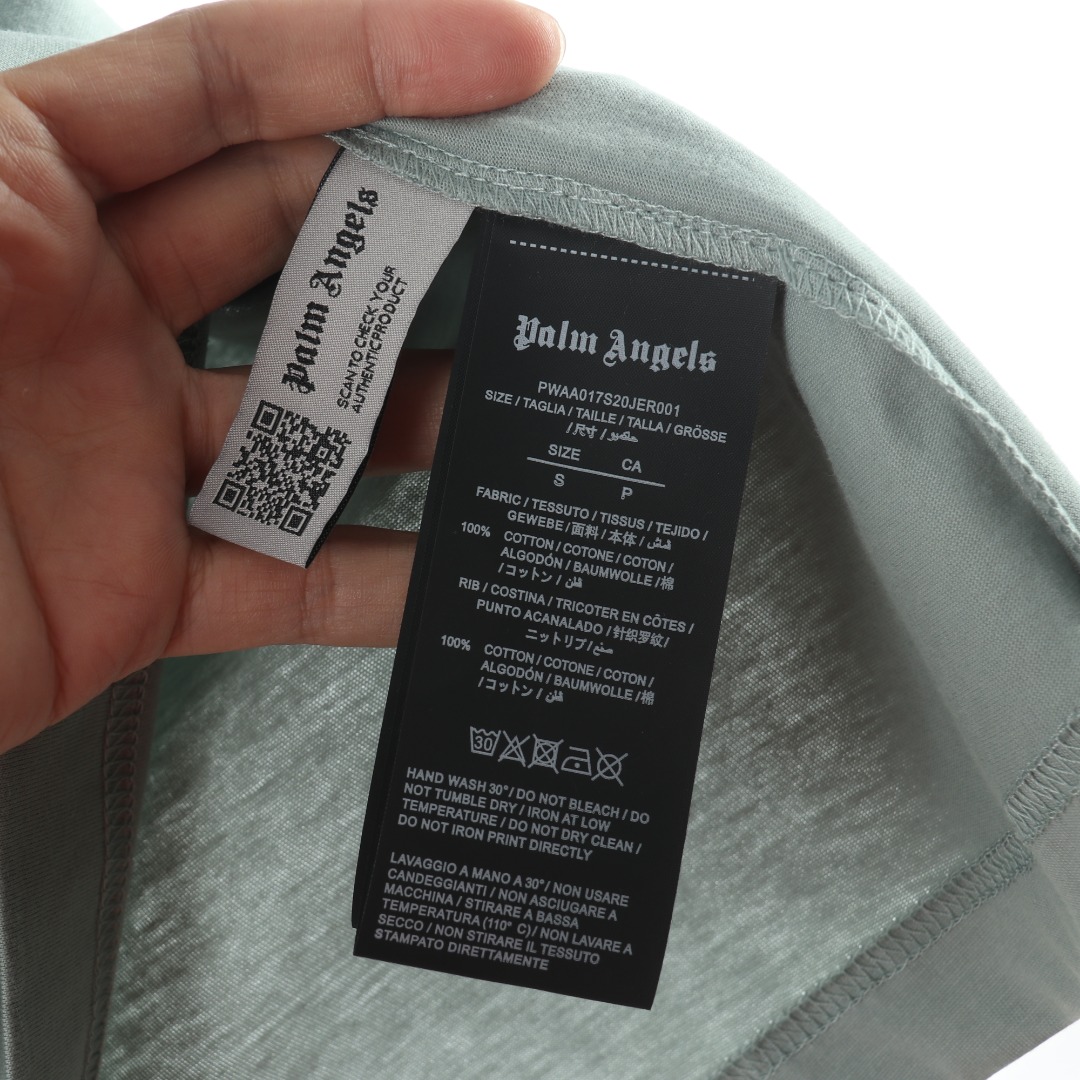 Palm Angels
SCAN TO CHECK YOUR
AUTHENTIC PRODUCT
Palm Angels
PWAA017S20JER001
SIZE / TAGLIA / TAILLE / TALLA / GRÖSSE
/ 尺寸 /
SIZE CA
S P
FABRIC / TESSUTO / TISSUS / TEJIDO /
GEWEBE / 面料 / 本体 / قماش
100% COTTON / COTONE / COTON /
ALGODÓN / BAUMWOLLE / 棉
/ コットン / قطن
RIB / COSTINA / TRICOTER EN CÔTES /
PUNTO ACANALADO / 针织罗纹 /
ニットリブ /
100% COTTON / COTONE / COTON /
ALGODÓN / BAUMWOLLE / 棉
/ コットン / قطن
30
HAND WASH 30°/ DO NOT BLEACH / DO
NOT TUMBLE DRY / IRON AT LOW
TEMPERATURE / DO NOT DRY CLEAN /
DO NOT IRON PRINT DIRECTLY
LAVAGGIO A MANO A 30°/ NON USARE
CANDEGGIANTI / NON ASCIUGARE A
MACCHINA / STIRARE A BASSA
TEMPERATURA (110° C) / NON LAVARE A
SECCO / NON STIRARE IL TESSUTO
STAMPATO DIRETTAMENTE